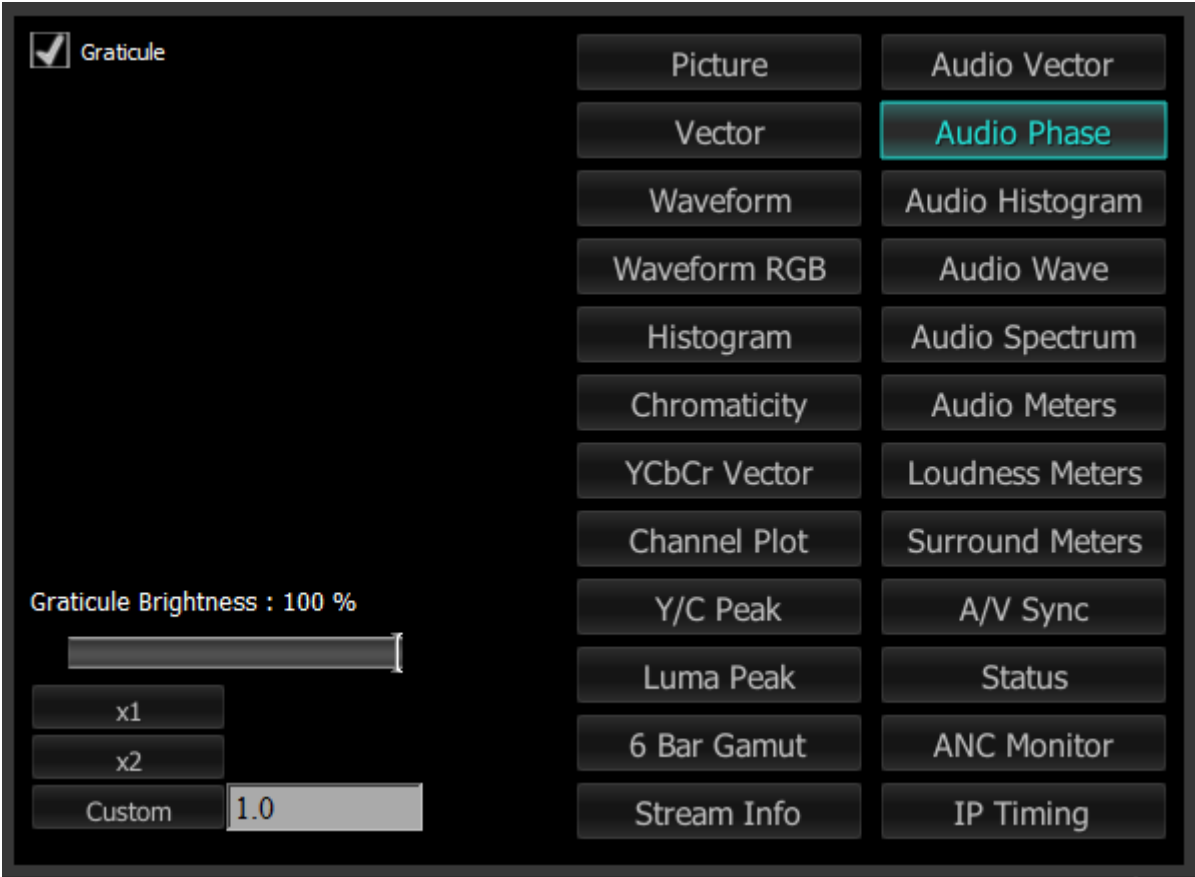 Graticule
Picture
Audio Vector
Vector
Audio Phase
Waveform
Audio Histogram
Waveform RGB
Audio Wave
Histogram
Audio Spectrum
Chromaticity
Audio Meters
YCbCr Vector
Loudness Meters
Channel Plot
Surround Meters
Graticule Brightness : 100 %
Y/C Peak
A/V Sync
Luma Peak
Status
x1
6 Bar Gamut
ANC Monitor
x2
Custom
1.0
Stream Info
IP Timing